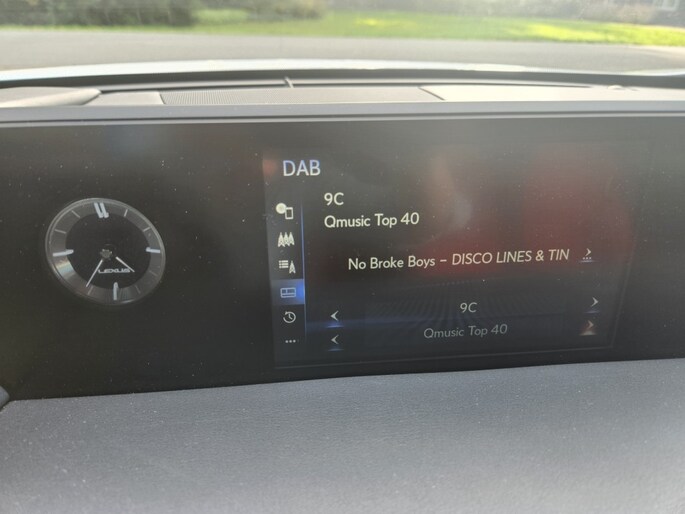 DAB
9C
Qmusic Top 40
No Broke Boys – DISCO LINES & TIN ...
LEXUS
9C
Qmusic Top 40